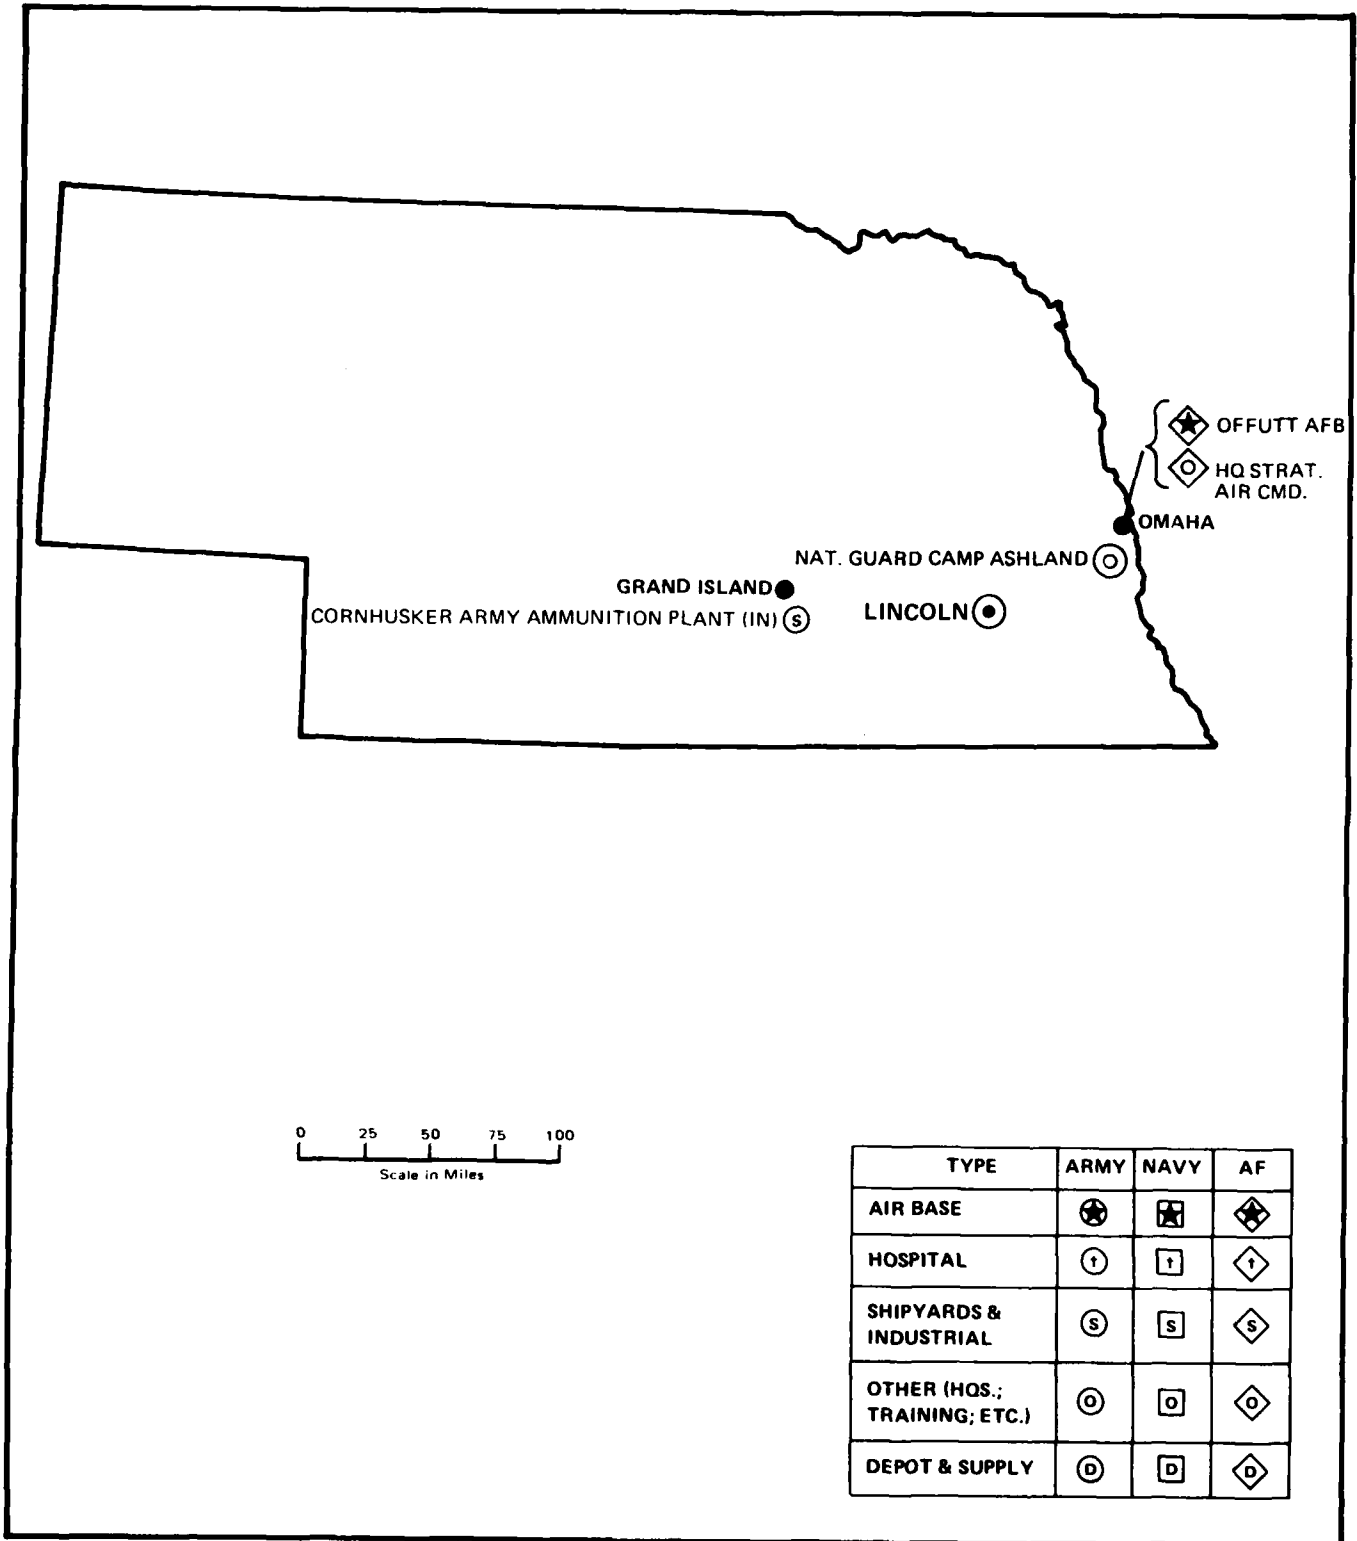 OFFUTT AFB
HQ STRAT.
AIR CMD.
OMAHA
NAT. GUARD CAMP ASHLAND
GRAND ISLAND
CORNHUSKER ARMY AMMUNITION PLANT (IN) S
LINCOLN
0 25 50 75 100
Scale in Miles
TYPE ARMY NAVY AF
AIR BASE
HOSPITAL
SHIPYARDS &
INDUSTRIAL S S S
OTHER (HQS.;
TRAINING; ETC.) O O O
DEPOT & SUPPLY D D D